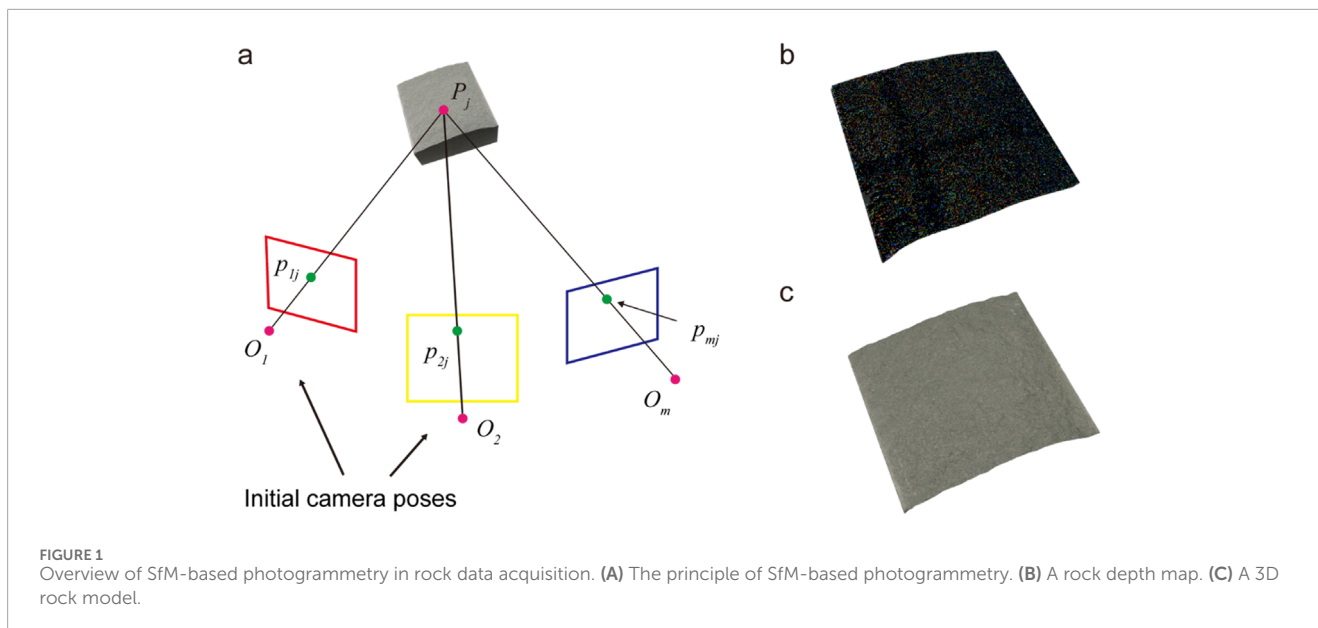 a
P_j
p_1j
O_1
p_2j
O_2
p_mj
O_m
Initial camera poses
b
c
FIGURE 1
Overview of SfM-based photogrammetry in rock data acquisition. (A) The principle of SfM-based photogrammetry. (B) A rock depth map. (C) A 3D
rock model.